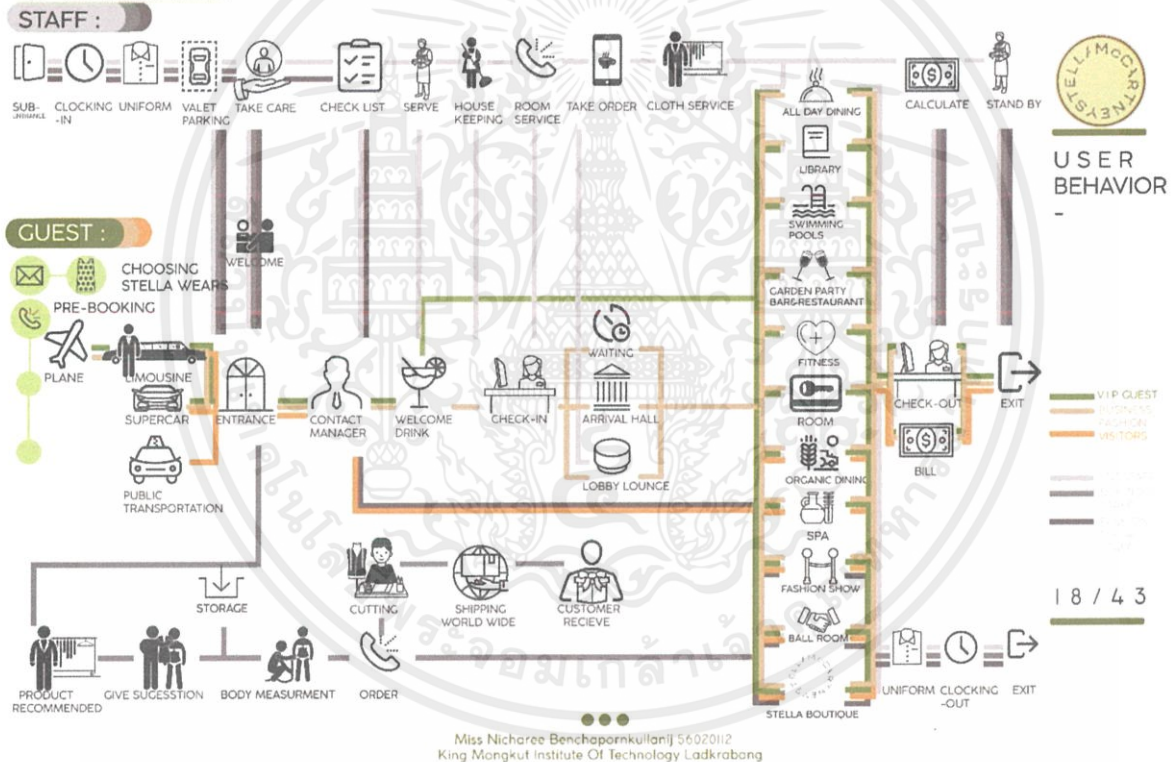 STAFF :
SUB-
CLOCKING
-IN
UNIFORM
VALET
PARKING
TAKE CARE
CHECK LIST
SERVE
HOUSE
KEEPING
ROOM
SERVICE
TAKE ORDER
CLOTH SERVICE
ALL DAY DINING
CALCULATE
STAND BY
STELLA McCARTNEY
USER
BEHAVIOR
-
LIBRARY
SWIMMING
POOLS
GARDEN PARTY
BAR&RESTAURANT
FITNESS
ROOM
ORGANIC DINING
SPA
FASHION SHOW
BALL ROOM
STELLA BOUTIQUE
GUEST :
WELCOME
CHOOSING
STELLA WEARS
PRE-BOOKING
PLANE
LIMOUSINE
SUPERCAR
PUBLIC
TRANSPORTATION
ENTRANCE
CONTACT
MANAGER
WELCOME
DRINK
CHECK-IN
WAITING
ARRIVAL HALL
LOBBY LOUNGE
CHECK-OUT
BILL
EXIT
VIP GUEST
BUSINESS
FASHION
VISITORS
STORAGE
CUTTING
SHIPPING
WORLD WIDE
CUSTOMER
RECIEVE
18/43
PRODUCT
RECOMMENDED
GIVE SUGESSTION
BODY MEASURMENT
ORDER
UNIFORM
CLOCKING
-OUT
EXIT
Miss Nicharee Benchapornkullanij 56020112
King Mongkut Institute Of Technology Ladkrabang